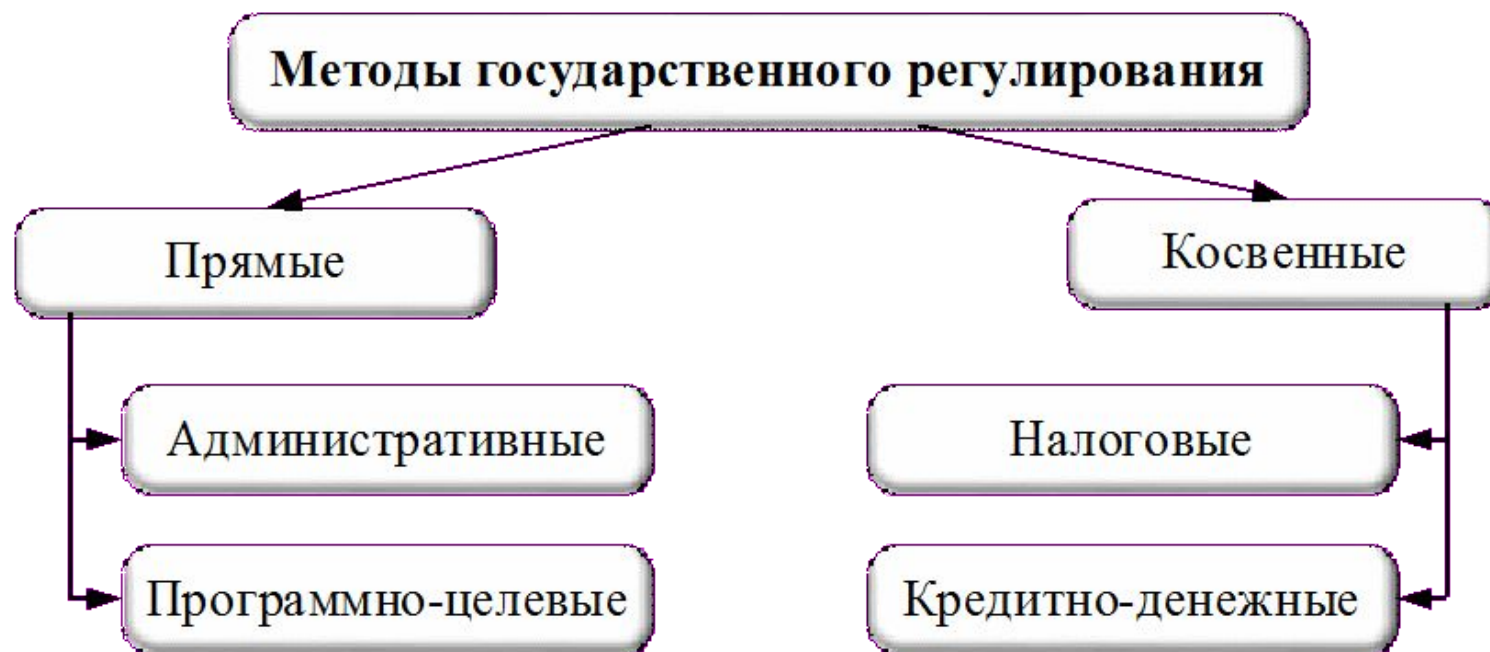 Методы государственного регулирования
Прямые
Косвенные
Административные
Налоговые
Программно-целевые
Кредитно-денежные